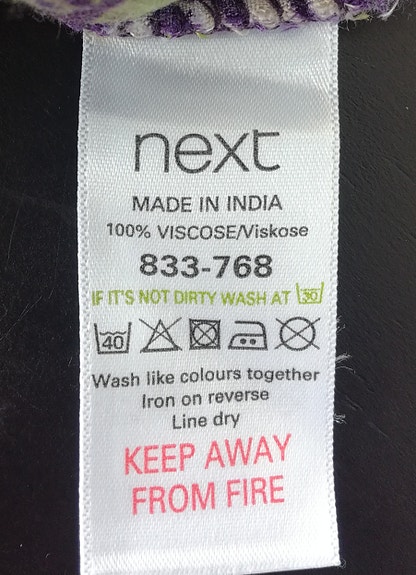 next
MADE IN INDIA
100% VISCOSE/Viskose
833-768
IF IT'S NOT DIRTY WASH AT 30
40
Wash like colours together
Iron on reverse
Line dry
KEEP AWAY
FROM FIRE